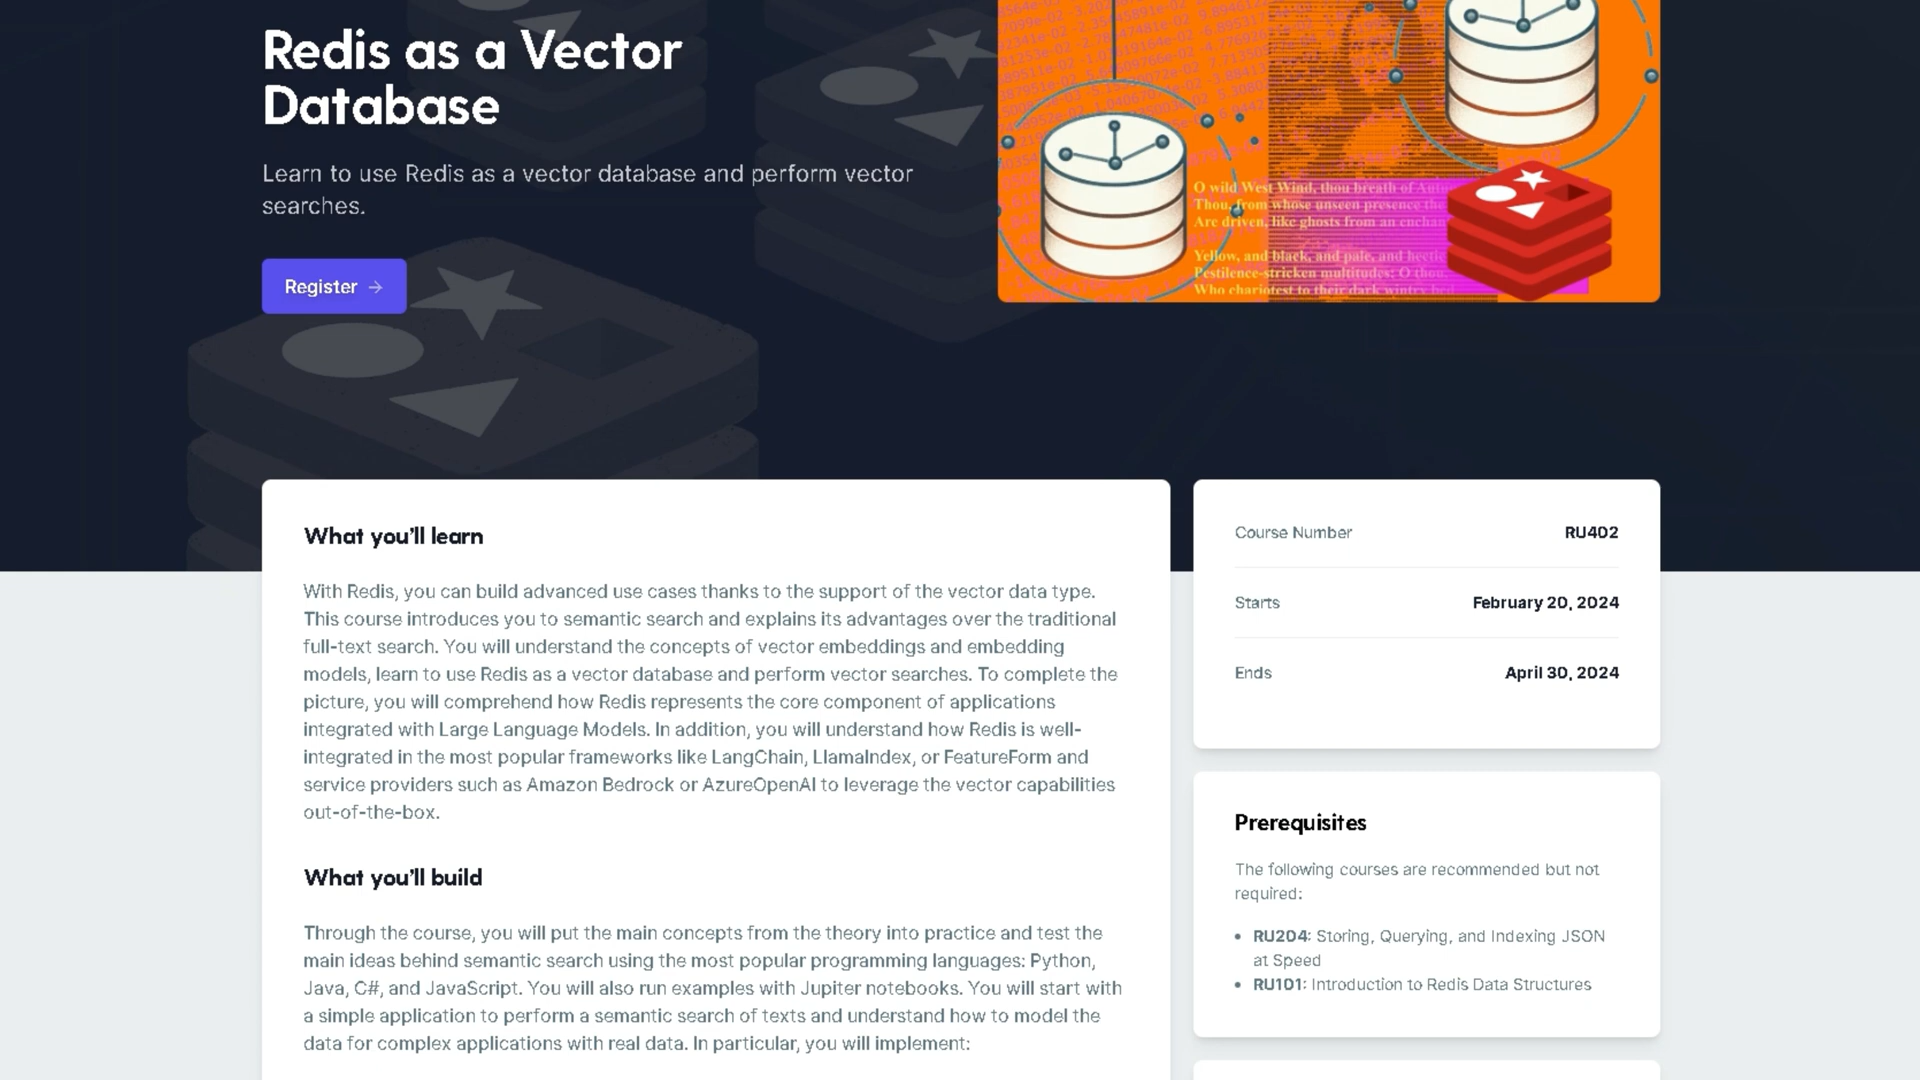 Redis as a Vector
Database
Learn to use Redis as a vector database and perform vector
searches.
Register
O wild West Wind, thou breath of
Thou, from whose unseen presence the
Are driven, like ghosts from an
Yellow, and black, and pale, and hectic
Pestilence-stricken multitudes: O thou,
Who chariotest to their dark wintry bed
What you'll learn
With Redis, you can build advanced use cases thanks to the support of the vector data type.
This course introduces you to semantic search and explains its advantages over the traditional
full-text search. You will understand the concepts of vector embeddings and embedding
models, learn to use Redis as a vector database and perform vector searches. To complete the
picture, you will comprehend how Redis represents the core component of applications
integrated with Large Language Models. In addition, you will understand how Redis is well-
integrated in the most popular frameworks like LangChain, LlamaIndex, or FeatureForm and
service providers such as Amazon Bedrock or AzureOpenAI to leverage the vector capabilities
out-of-the-box.
What you'll build
Through the course, you will put the main concepts from the theory into practice and test the
main ideas behind semantic search using the most popular programming languages: Python,
Java, C#, and JavaScript. You will also run examples with Jupiter notebooks. You will start with
a simple application to perform a semantic search of texts and understand how to model the
data for complex applications with real data. In particular, you will implement:
Course Number RU402
Starts February 20, 2024
Ends April 30, 2024
Prerequisites
The following courses are recommended but not
required:
• RU204: Storing, Querying, and Indexing JSON
at Speed
• RU101: Introduction to Redis Data Structures